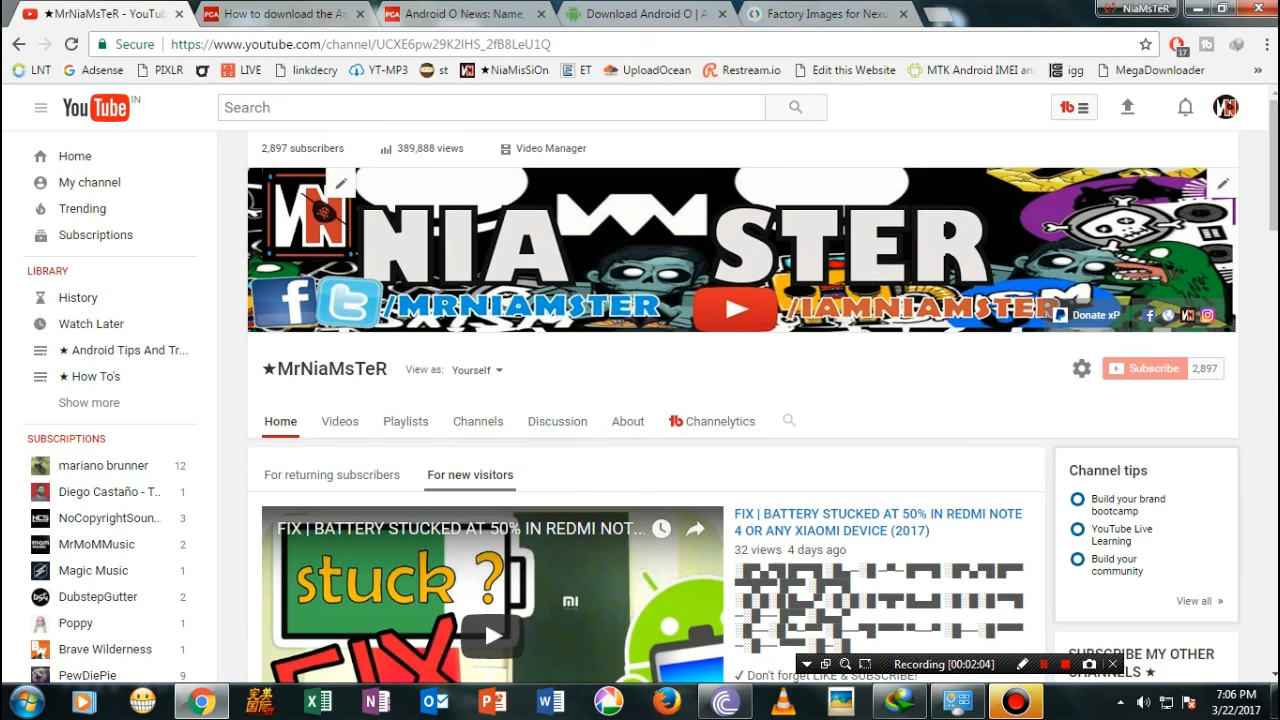 ★MrNiaMsTeR - YouTu
How to download the An
Android O News: Name,
Download Android O | A
Factory Images for Nexu
NiaMsTeR
Secure
https://www.youtube.com/channel/UCXE6pw29K2IHS_2fB8LeU1Q
17
LNT
Adsense
PIXLR
LIVE
linkdecry
YT-MP3
st
★NiaMisSiOn
ET
UploadOcean
Restream.io
Edit this Website
MTK Android IMEI an
igg
MegaDownloader
YouTube IN
Search
2,897 subscribers
389,888 views
Video Manager
Home
My channel
Trending
Subscriptions
LIBRARY
History
Watch Later
★ Android Tips And Tr...
★ How To's
Show more
SUBSCRIPTIONS
mariano brunner 12
Diego Castaño - T... 1
NoCopyrightSoun... 3
MrMoMMusic 2
Magic Music 1
DubstepGutter 2
Poppy 1
Brave Wilderness 1
PewDiePie 9
NIA STER
/MRNIAMSTER
/IAMNIAMSTER
Donate xP
★MrNiaMsTeR
View as: Yourself
Subscribe 2,897
Home
Videos
Playlists
Channels
Discussion
About
Channelytics
For returning subscribers
For new visitors
FIX | BATTERY STUCKED AT 50% IN REDMI NOT...
stuck ?
FIX
FIX | BATTERY STUCKED AT 50% IN REDMI NOTE
4 OR ANY XIAOMI DEVICE (2017)
32 views 4 days ago
✓ Don't forget LIKE & SUBSCRIBE!
Channel tips
Build your brand
bootcamp
YouTube Live
Learning
Build your
community
View all »
SUBSCRIBE MY OTHER
CHANNELS ★
Recording [00:02:04]
7:06 PM
3/22/2017